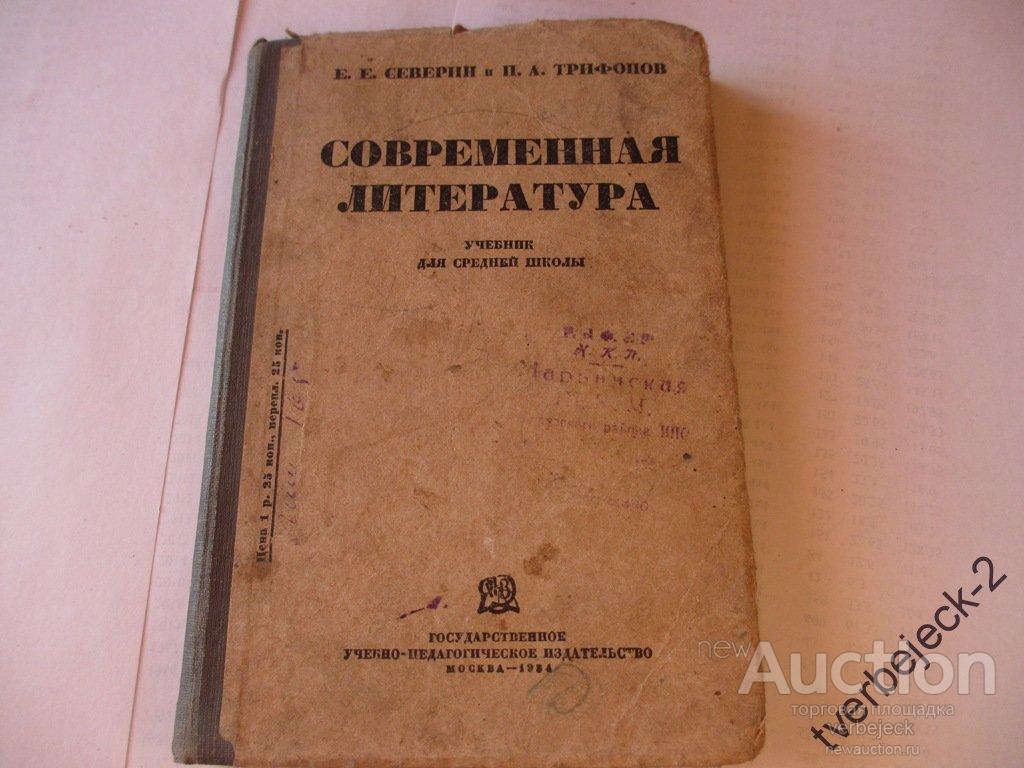 Е. Е. СЕВЕРИН и П. А. ТРИФОНОВ
СОВРЕМЕННАЯ
ЛИТЕРАТУРА
УЧЕБНИК
ДЛЯ СРЕДНЕЙ ШКОЛЫ
Цена 1 р. 25 коп., перепл. 25 коп.
ГОСУДАРСТВЕННОЕ
УЧЕБНО-ПЕДАГОГИЧЕСКОЕ ИЗДАТЕЛЬСТВО
МОСКВА—1934
newAuction
торговая площадка
verbejeck
newauction.ru
tverbejeck-2